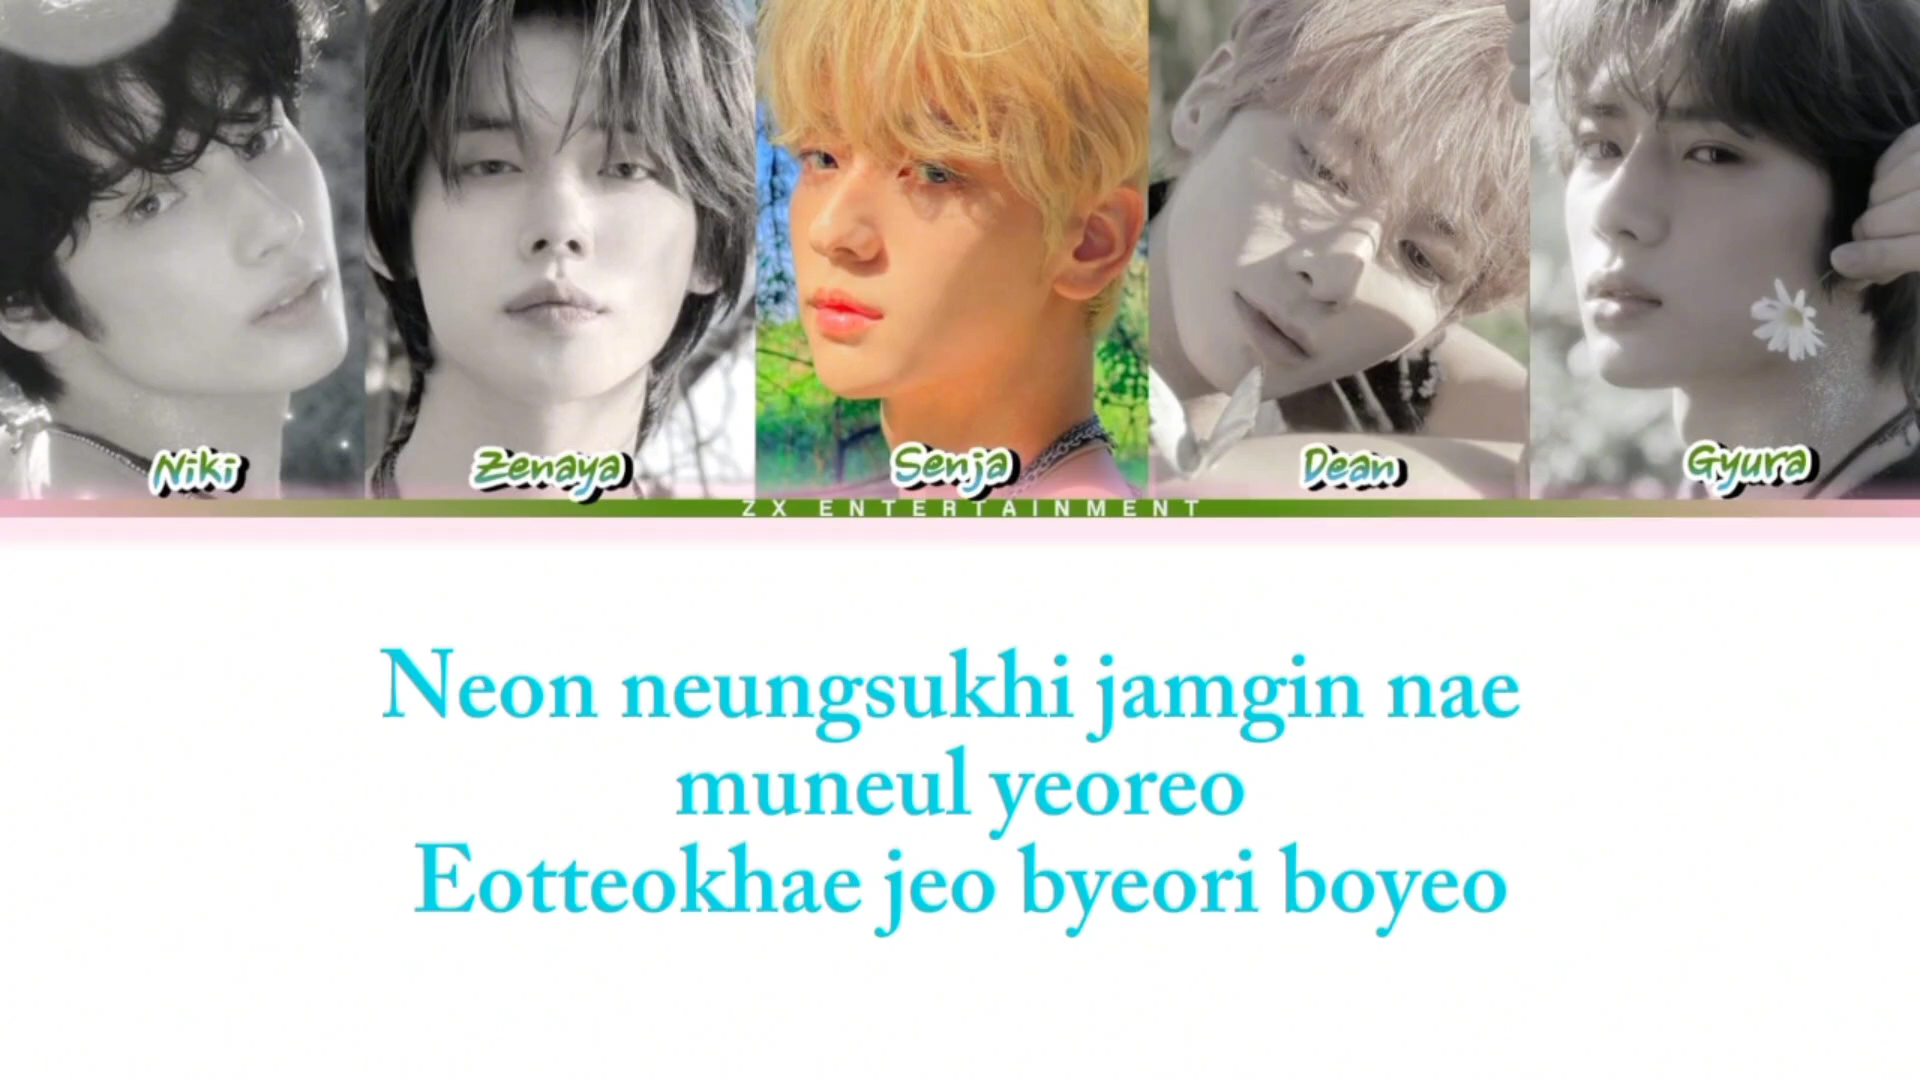 Niki
Zenaya
Senja
Dean
Gyura
ZX ENTERTAINMENT
Neon neungsukhi jamgin nae
muneul yeoreo
Eotteokhae jeo byeori boyeo